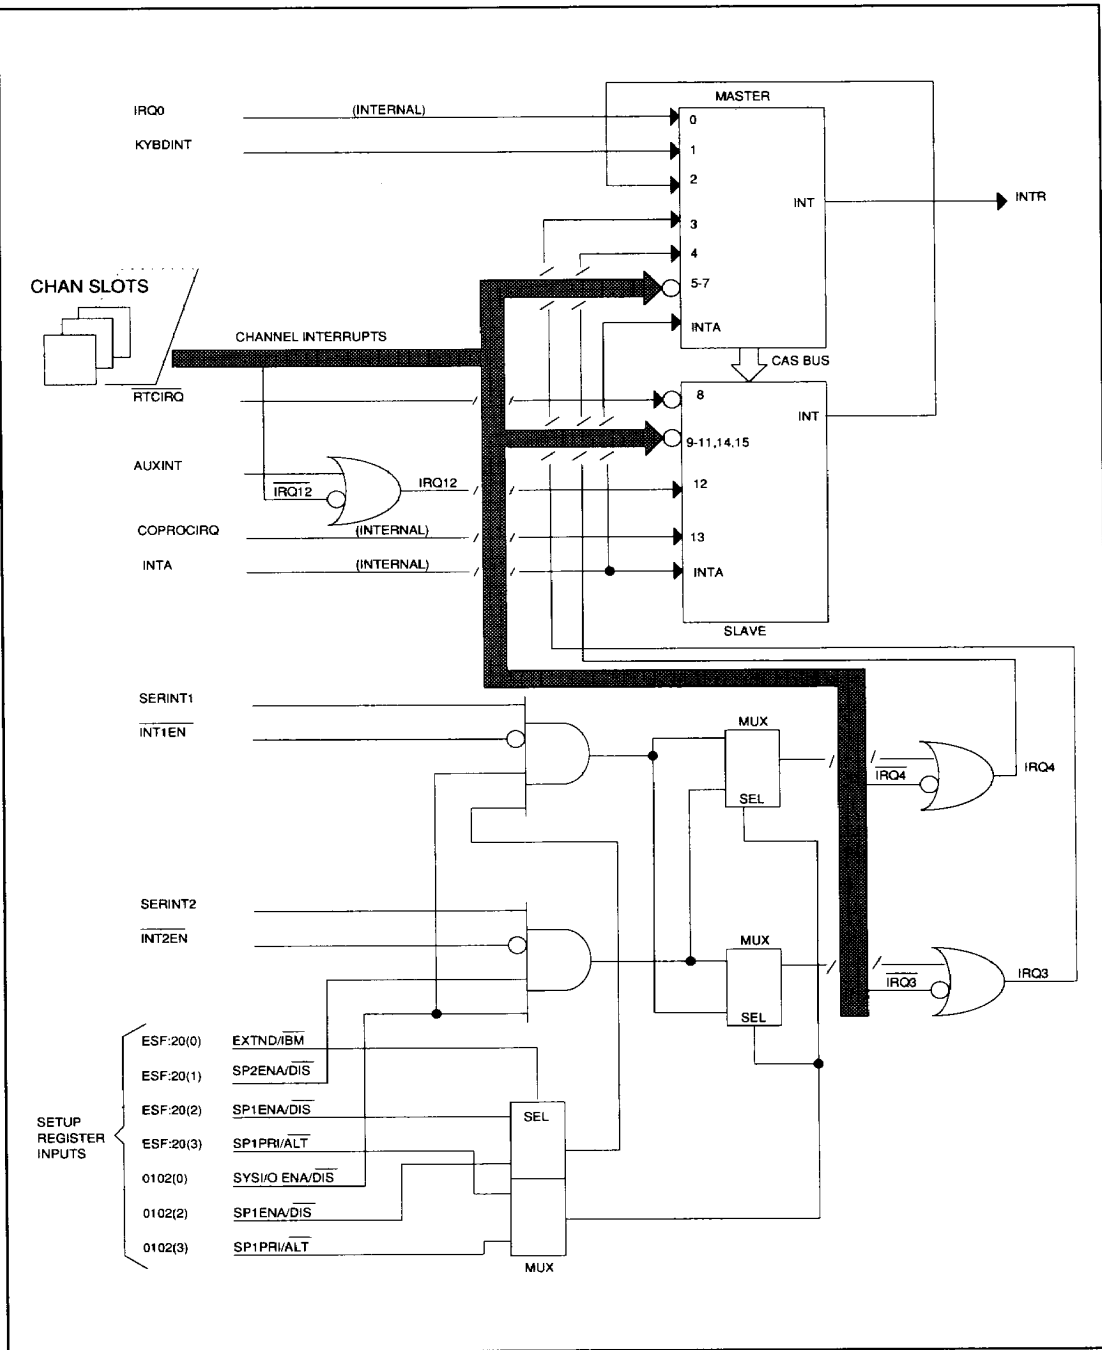 MASTER
IRQ0 (INTERNAL) 0
KYBDINT 1
2
INT INTR
3
4
5-7
CHAN SLOTS
CHANNEL INTERRUPTS INTA
CAS BUS
RTCIRQ 8
INT
9-11,14,15
AUXINT
IRQ12 IRQ12 12
COPROCIRQ (INTERNAL) 13
INTA (INTERNAL) INTA
SLAVE
SERINT1
INT1EN
MUX
IRQ4 IRQ4
SEL
SERINT2
INT2EN
MUX
IRQ3 IRQ3
SEL
SETUP
REGISTER
INPUTS
ESF:20(0) EXTND/IBM
ESF:20(1) SP2ENA/DIS
ESF:20(2) SP1ENA/DIS
SEL
ESF:20(3) SP1PRI/ALT
0102(0) SYSI/O ENA/DIS
0102(2) SP1ENA/DIS
0102(3) SP1PRI/ALT
MUX